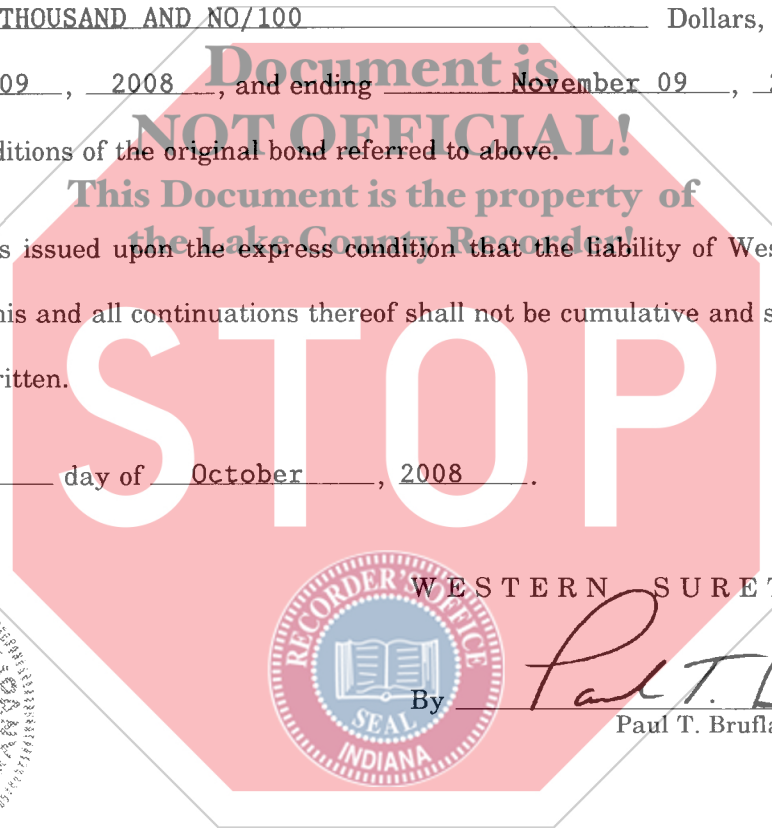 THOUSAND AND NO/100 Dollars,
Document is
09 , 2008 , and ending November 09 ,
NOT OFFICIAL!
ditions of the original bond referred to above.
This Document is the property of
the Lake County Recorder!
s issued upon the express condition that the liability of Wes
his and all continuations thereof shall not be cumulative and s
ritten.
STOP
day of October , 2008 .
WESTERN SURET
RECORDER'S OFFICE
SEAL
INDIANA
By Paul T.
Paul T. Brufla